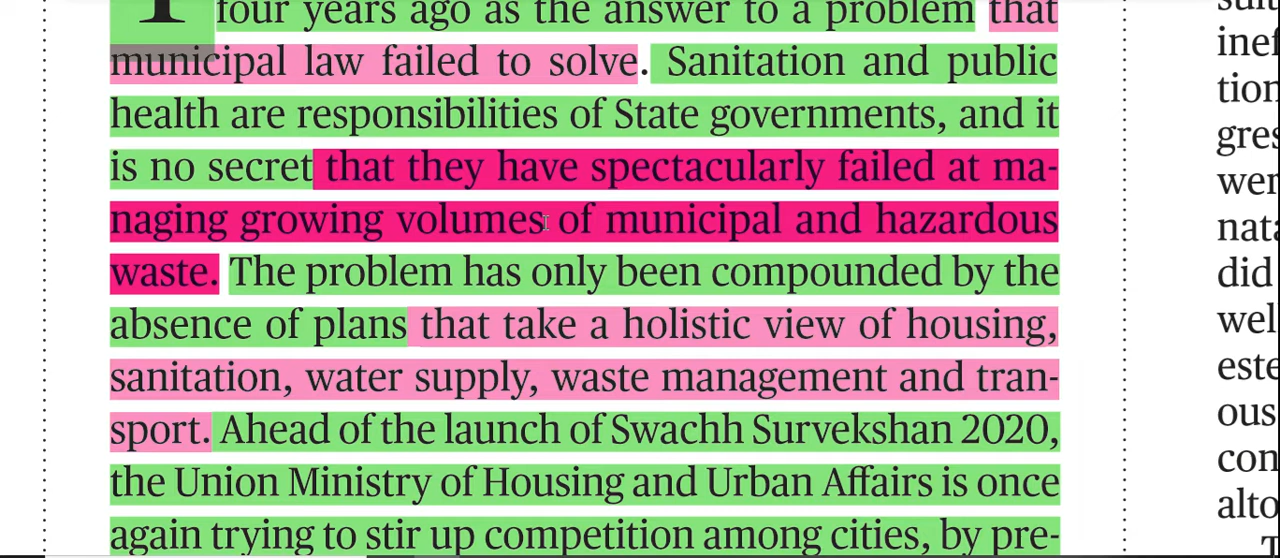 four years ago as the answer to a problem that
municipal law failed to solve. Sanitation and public
health are responsibilities of State governments, and it
is no secret that they have spectacularly failed at ma-
naging growing volumes of municipal and hazardous
waste. The problem has only been compounded by the
absence of plans that take a holistic view of housing,
sanitation, water supply, waste management and tran-
sport. Ahead of the launch of Swachh Survekshan 2020,
the Union Ministry of Housing and Urban Affairs is once
again trying to stir up competition among cities, by pre-
inef
tion
gres
wer
nata
did
wel
este
ous
con
alto